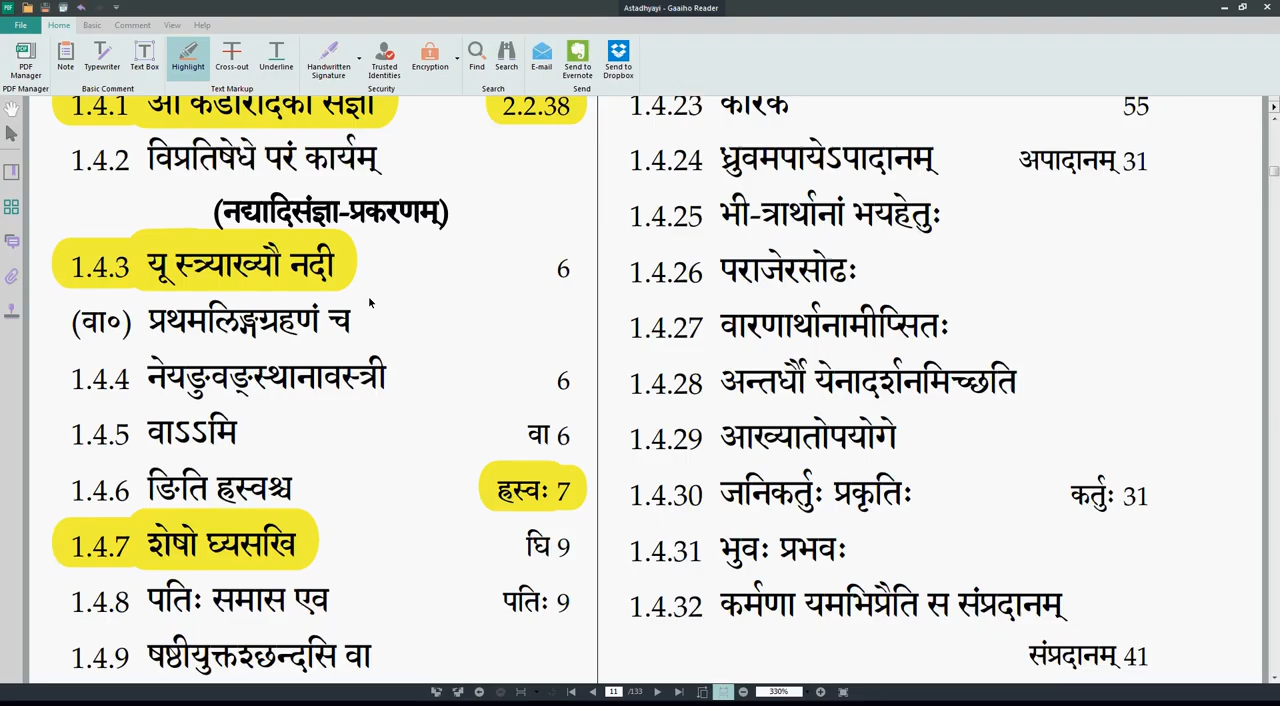 Astadhyayi - Gaaiho Reader
File Home Basic Comment View Help
PDF Manager Note Typewriter Text Box Highlight Cross-out Underline Handwritten Signature Trusted Identities Encryption Find Search E-mail Send to Evernote Send to Dropbox
PDF Manager Basic Comment Text Markup Security Search Send
1.4.1 आ कडारादेका संज्ञा 2.2.38
1.4.2 विप्रतिषेधे परं कार्यम्
(नद्यादिसंज्ञा-प्रकरणम्)
1.4.3 यू स्त्र्याख्यौ नदी 6
(वा०) प्रथमलिङ्गग्रहणं च
1.4.4 नेयङुवङ्स्थानावस्त्री 6
1.4.5 वाऽऽमि वा 6
1.4.6 ङिति ह्रस्वश्च ह्रस्वः 7
1.4.7 शेषो घ्यसखि घि 9
1.4.8 पतिः समास एव पतिः 9
1.4.9 षष्ठीयुक्तश्छन्दसि वा
1.4.23 कारके 55
1.4.24 ध्रुवमपायेऽपादानम् अपादानम् 31
1.4.25 भी-त्रार्थानां भयहेतुः
1.4.26 पराजेरसोढः
1.4.27 वारणार्थानामीप्सितः
1.4.28 अन्तर्धौ येनादर्शनमिच्छति
1.4.29 आख्यातोपयोगे
1.4.30 जनिकर्तुः प्रकृतिः कर्तुः 31
1.4.31 भुवः प्रभवः
1.4.32 कर्मणा यमभिप्रैति स संप्रदानम्
संप्रदानम् 41
11 /133 330%